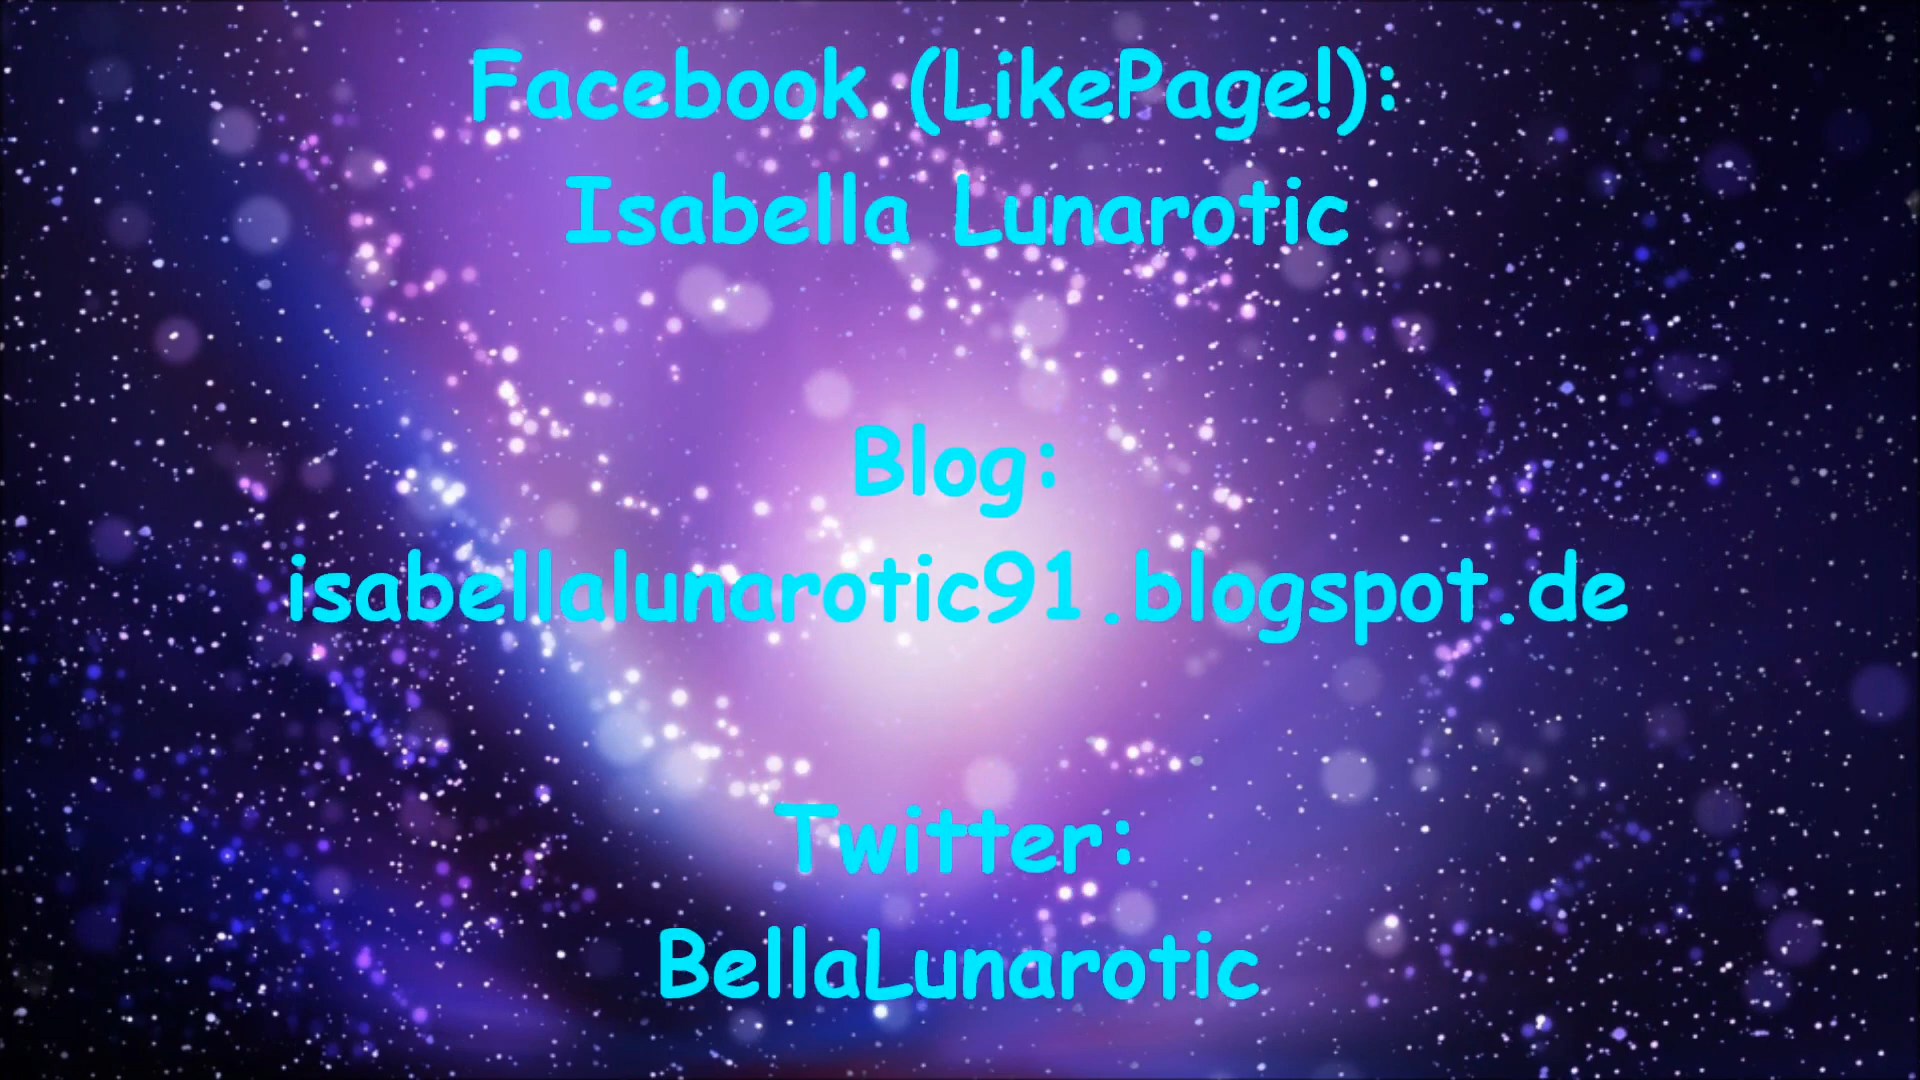 Facebook (LikePage!):
Isabella Lunarotic
Blog:
isabellalunarotic91.blogspot.de
Twitter:
BellaLunarotic